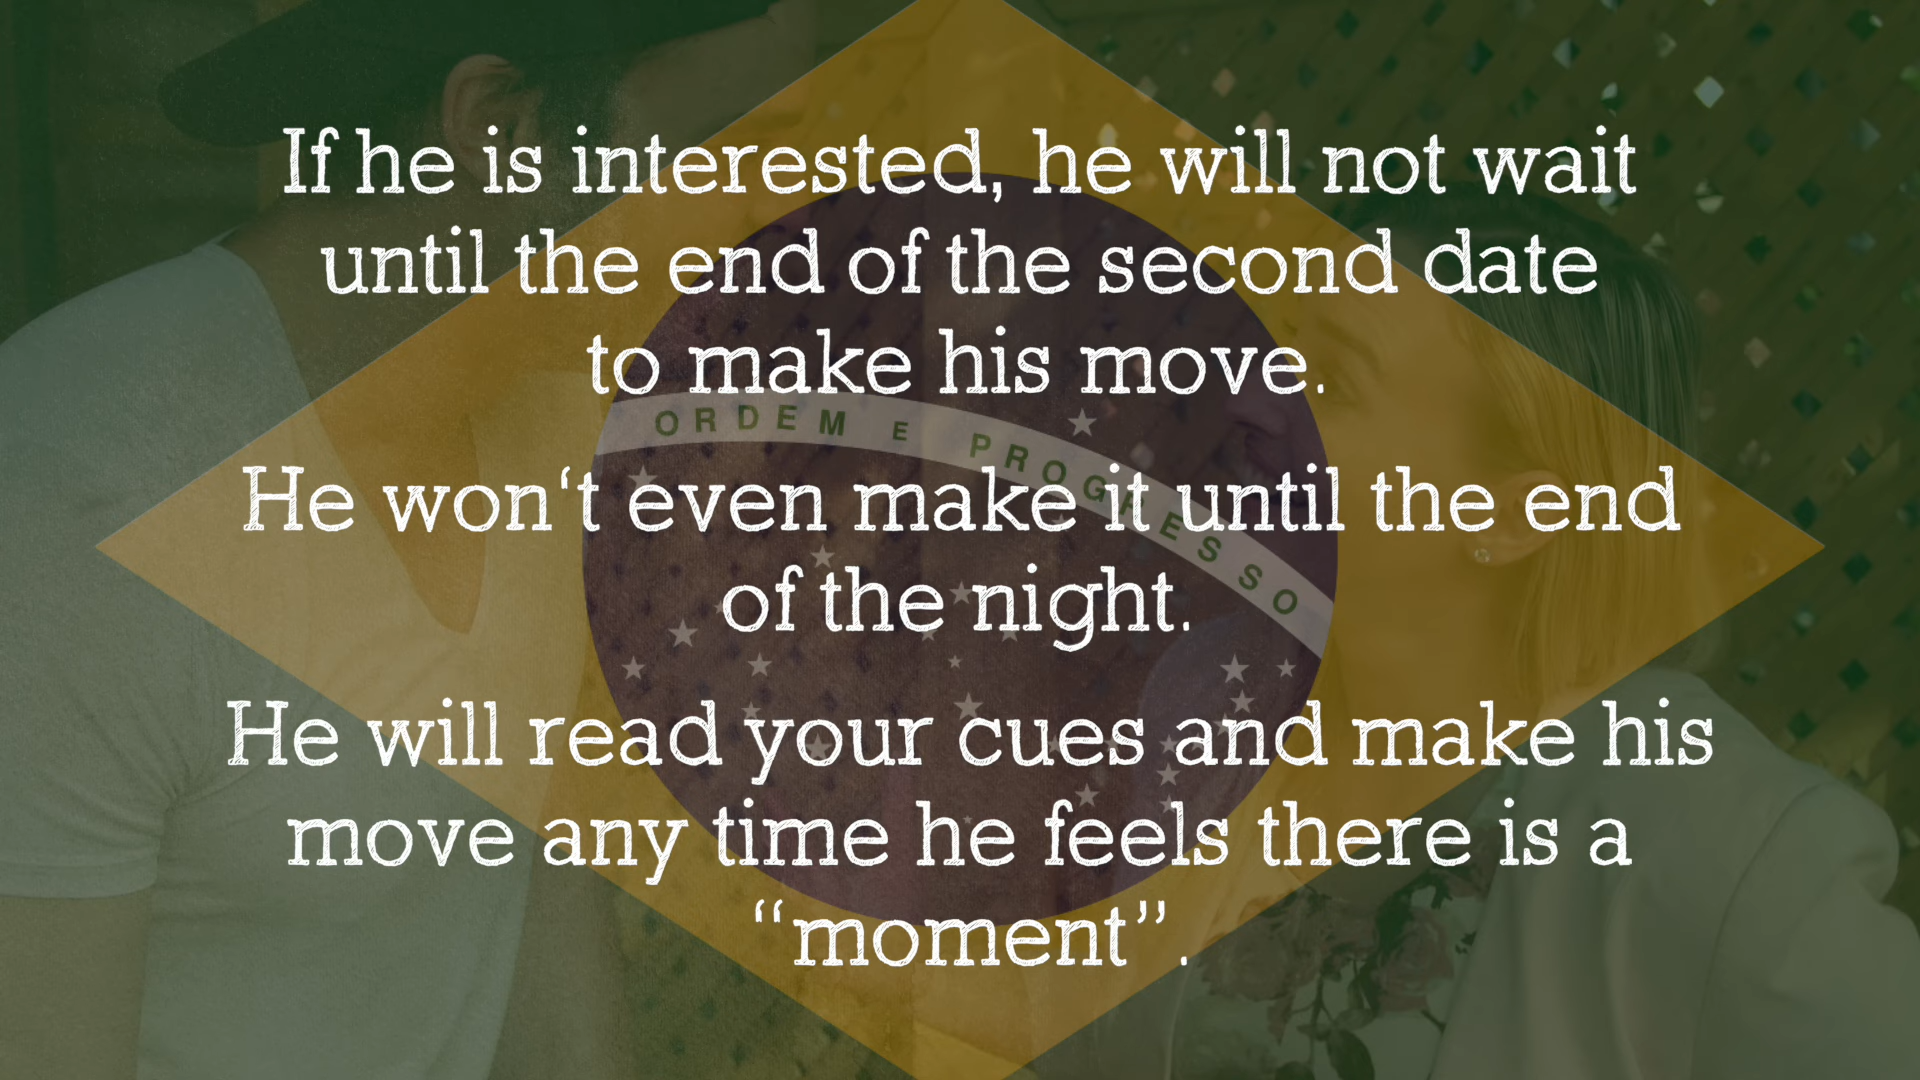 If he is interested, he will not wait
until the end of the second date
to make his move.
ORDEM E PROGRESSO
He won‘t even make it until the end
of the night.
He will read your cues and make his
move any time he feels there is a
“moment” .